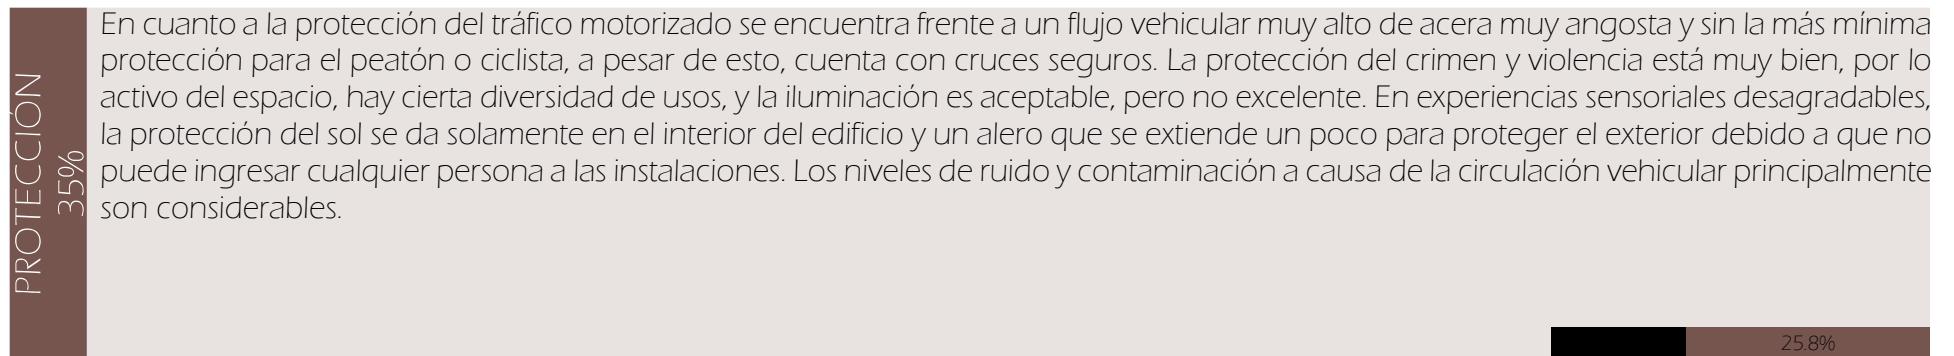 PROTECCIÓN
35%
En cuanto a la protección del tráfico motorizado se encuentra frente a un flujo vehicular muy alto de acera muy angosta y sin la más mínima
protección para el peatón o ciclista, a pesar de esto, cuenta con cruces seguros. La protección del crimen y violencia está muy bien, por lo
activo del espacio, hay cierta diversidad de usos, y la iluminación es aceptable, pero no excelente. En experiencias sensoriales desagradables,
la protección del sol se da solamente en el interior del edificio y un alero que se extiende un poco para proteger el exterior debido a que no
puede ingresar cualquier persona a las instalaciones. Los niveles de ruido y contaminación a causa de la circulación vehicular principalmente
son considerables.
25.8%